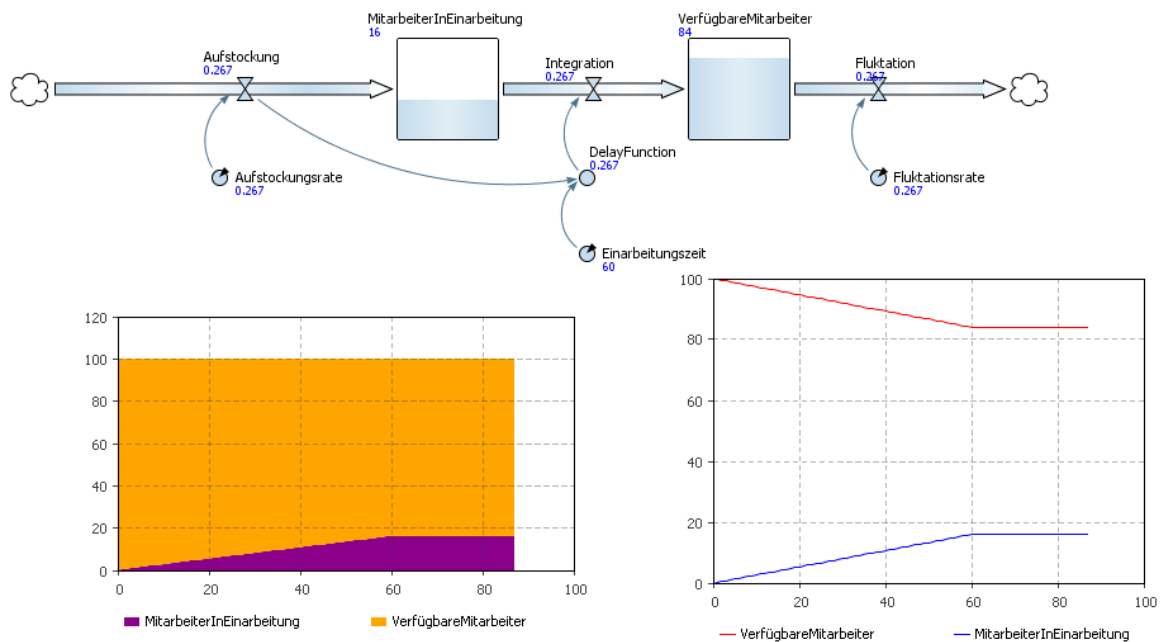 MitarbeiterInEinarbeitung
16
VerfügbareMitarbeiter
84
Aufstockung
0.267
Integration
0.267
Fluktation
0.267
DelayFunction
0.267
Aufstockungsrate
0.267
Fluktationsrate
0.267
Einarbeitungszeit
60
120
100
80
60
40
20
0
0 20 40 60 80 100
MitarbeiterInEinarbeitung VerfügbareMitarbeiter
100
80
60
40
20
0
0 20 40 60 80 100
VerfügbareMitarbeiter MitarbeiterInEinarbeitung